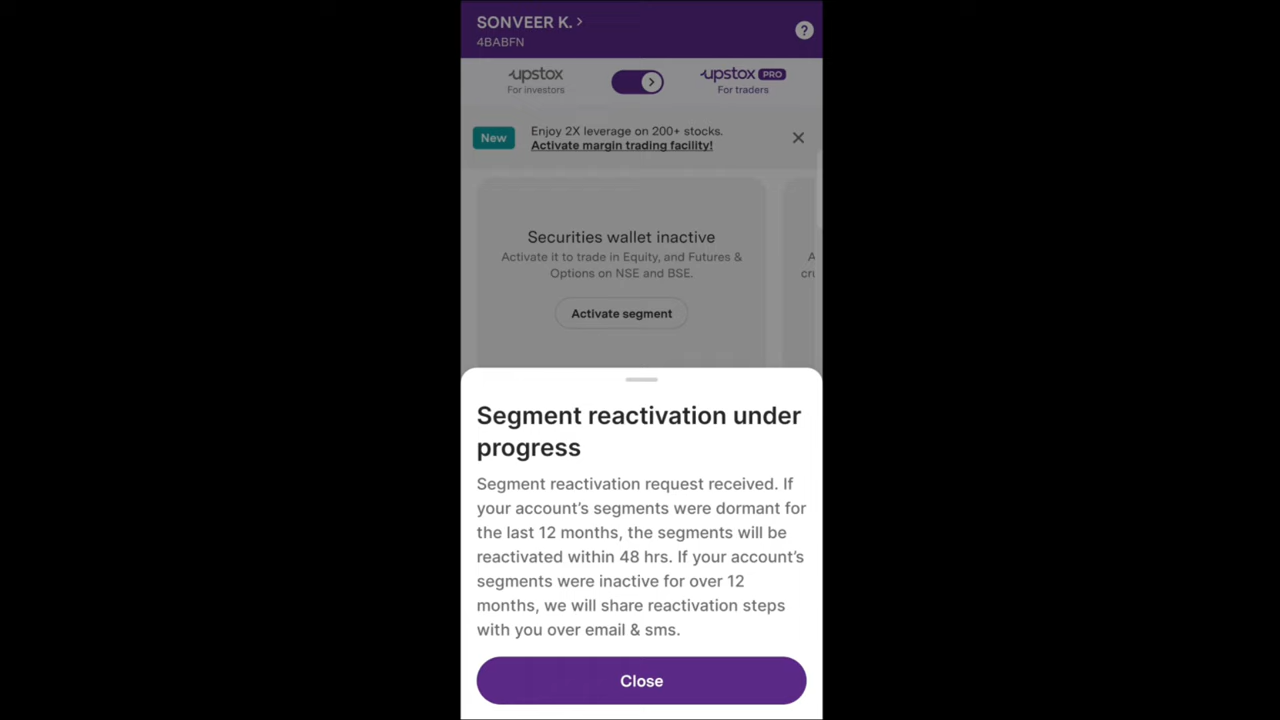 SONVEER K. >
4BABFN
?
upstox
For investors
upstox PRO
For traders
New
Enjoy 2X leverage on 200+ stocks.
Activate margin trading facility!
Securities wallet inactive
Activate it to trade in Equity, and Futures &
Options on NSE and BSE.
Activate segment
A
cru
Segment reactivation under
progress
Segment reactivation request received. If
your account’s segments were dormant for
the last 12 months, the segments will be
reactivated within 48 hrs. If your account’s
segments were inactive for over 12
months, we will share reactivation steps
with you over email & sms.
Close